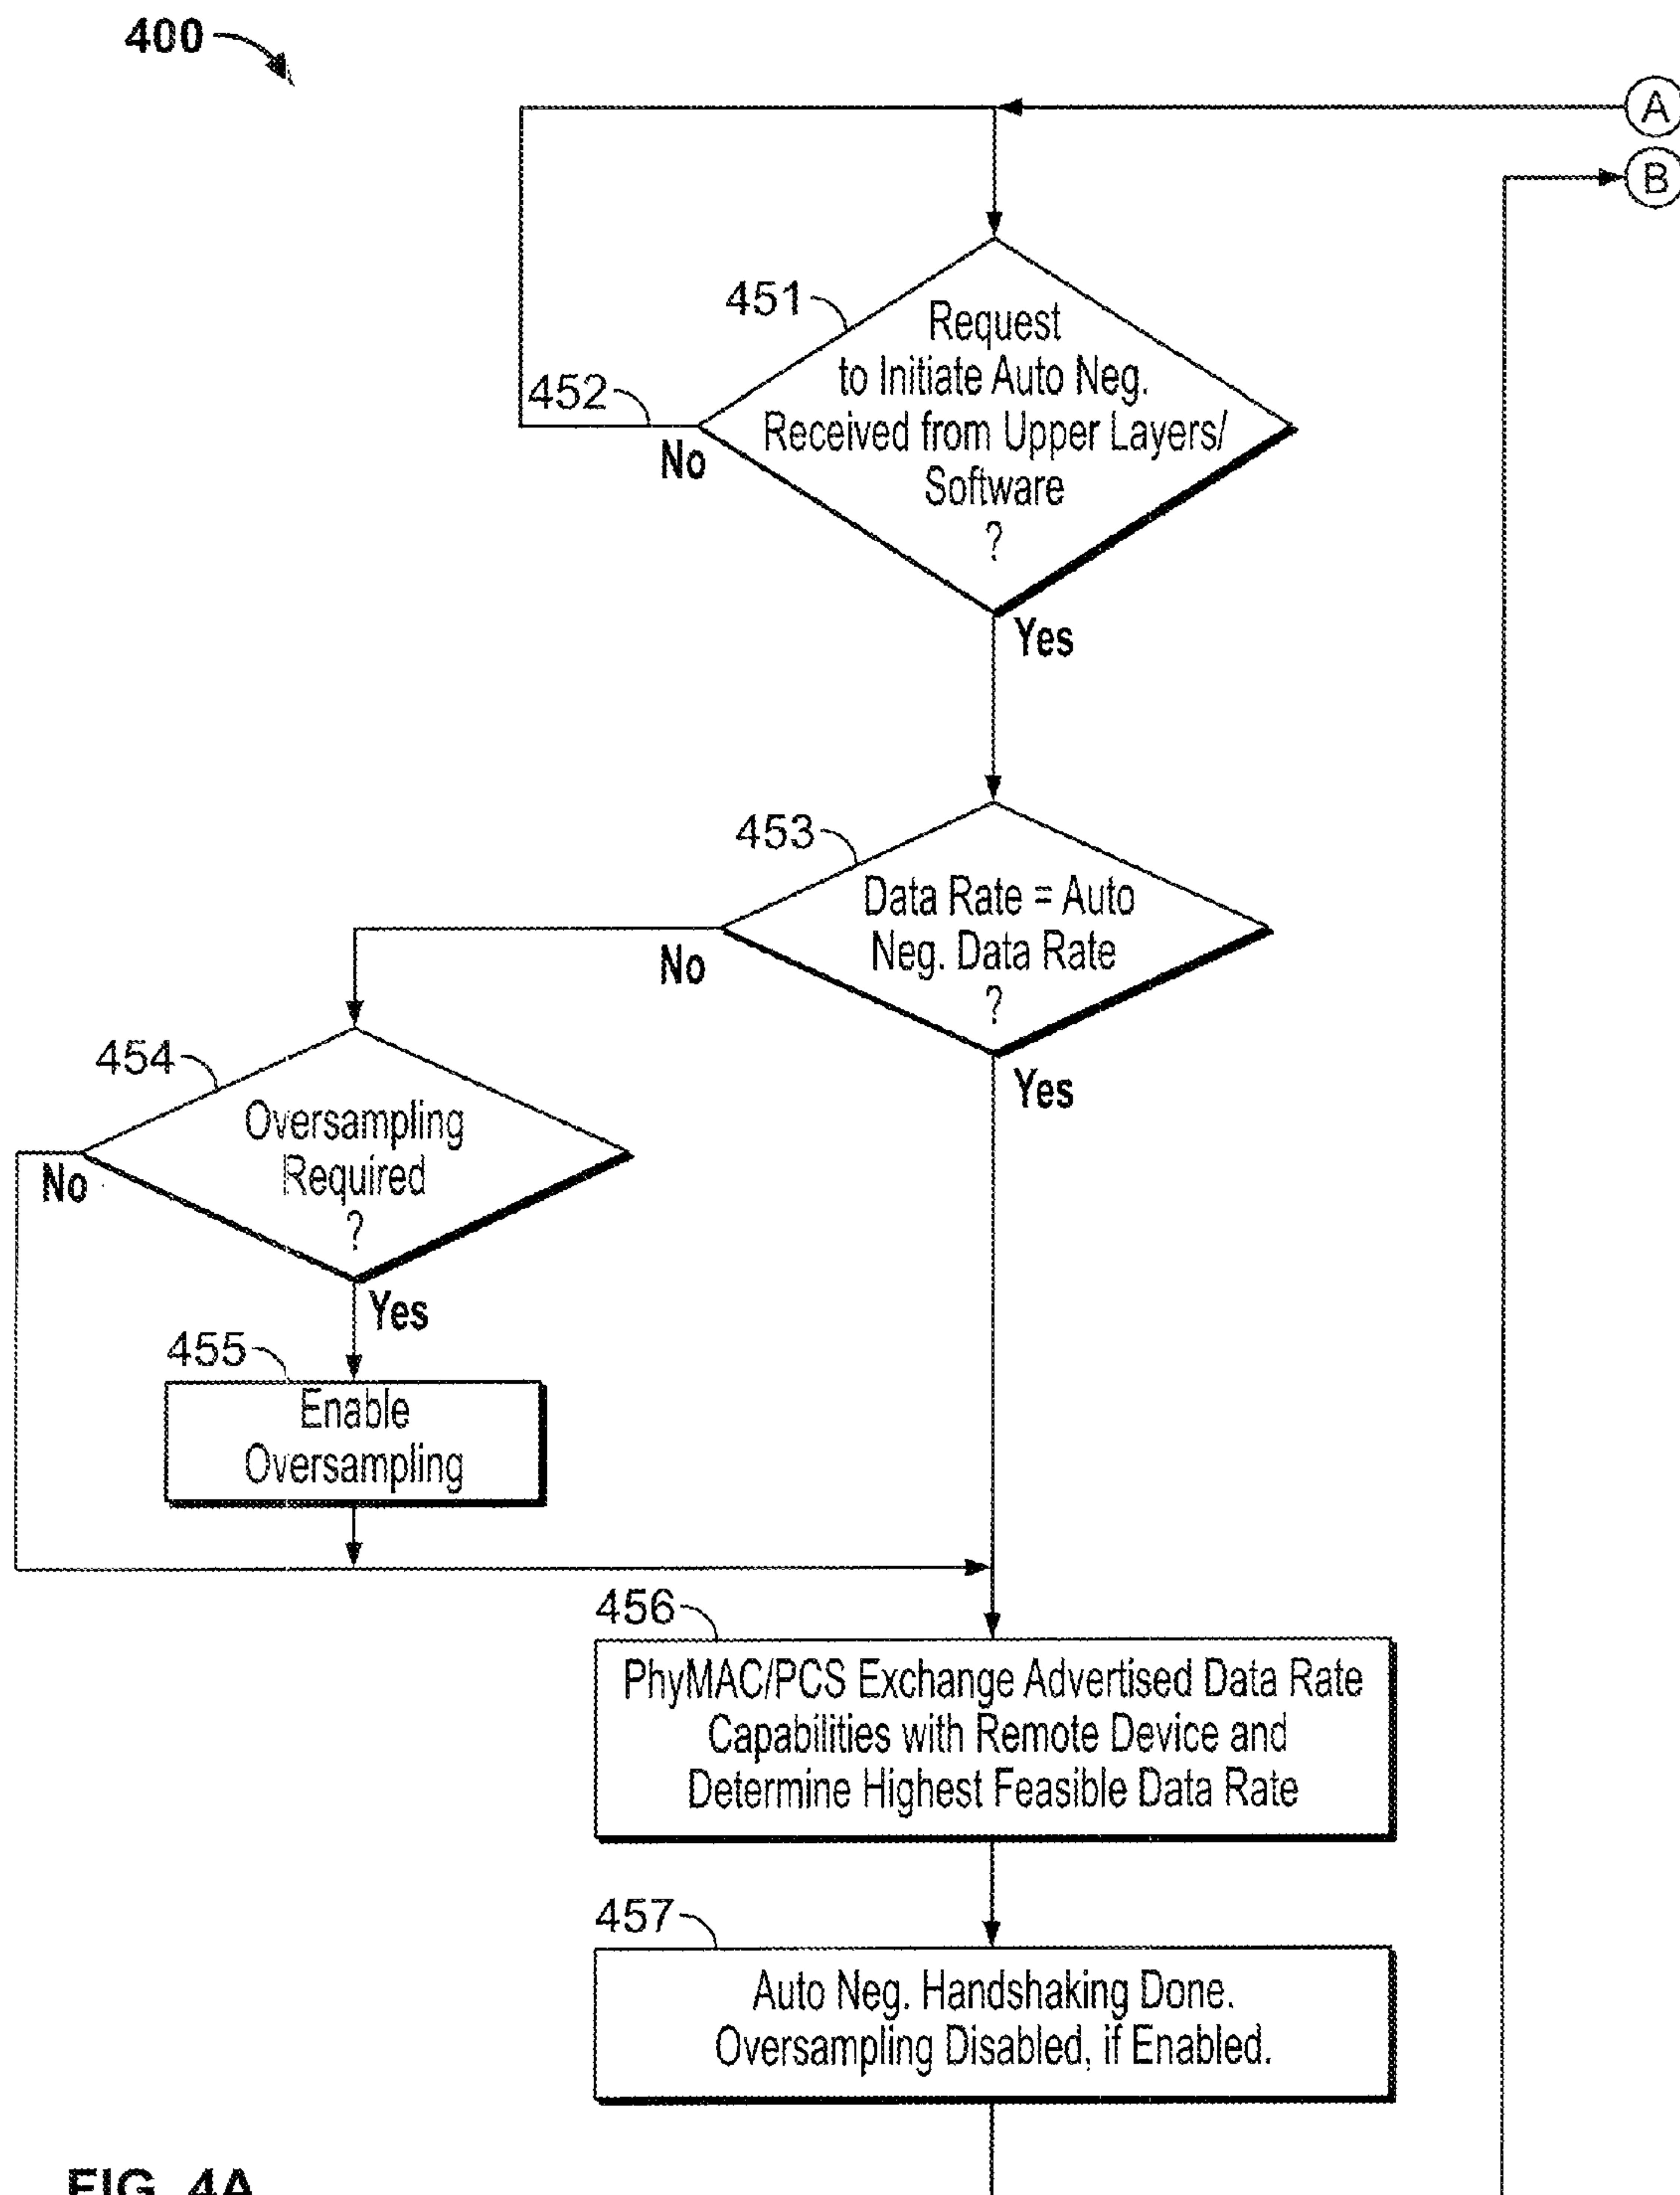 400
A
B
451
Request
to Initiate Auto Neg.
Received from Upper Layers/
Software
?
452
No
Yes
453
Data Rate = Auto
Neg. Data Rate
?
No
Yes
454
Oversampling
Required
?
No
Yes
455
Enable
Oversampling
456
PhyMAC/PCS Exchange Advertised Data Rate
Capabilities with Remote Device and
Determine Highest Feasible Data Rate
457
Auto Neg. Handshaking Done.
Oversampling Disabled, if Enabled.
FIG. 4A